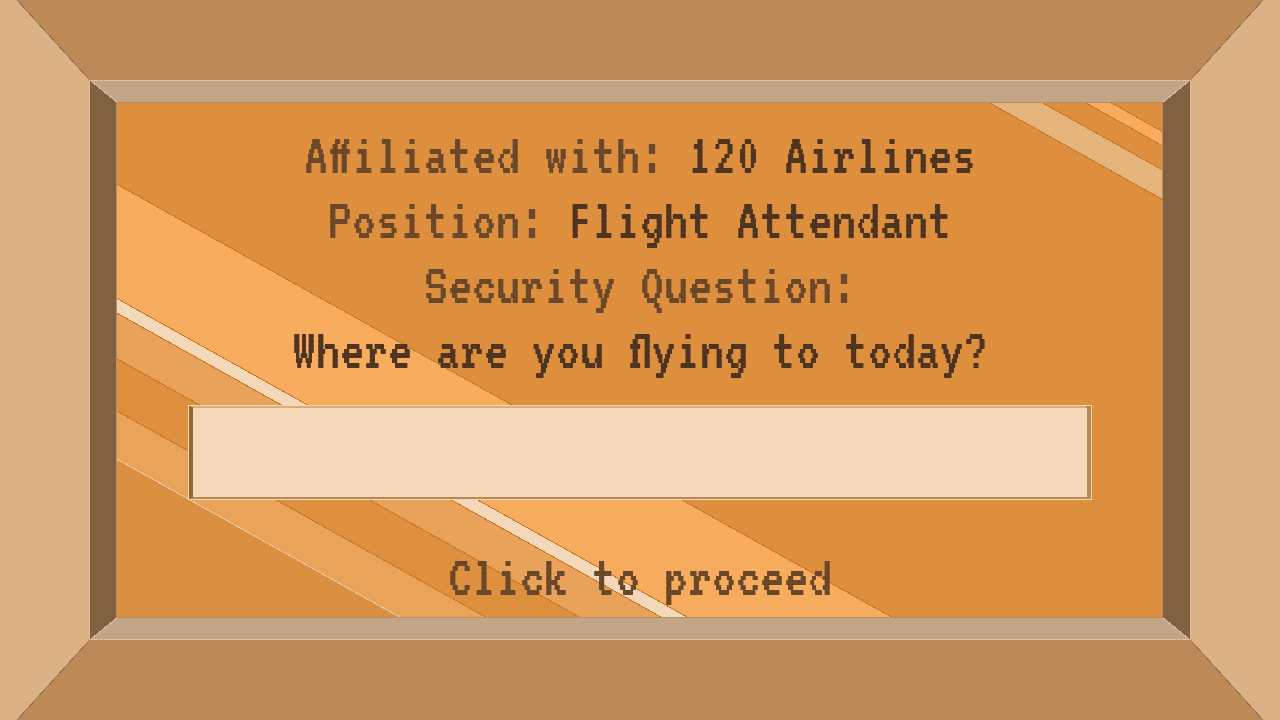 Affiliated with: 120 Airlines
Position: Flight Attendant
Security Question:
Where are you flying to today?
Click to proceed